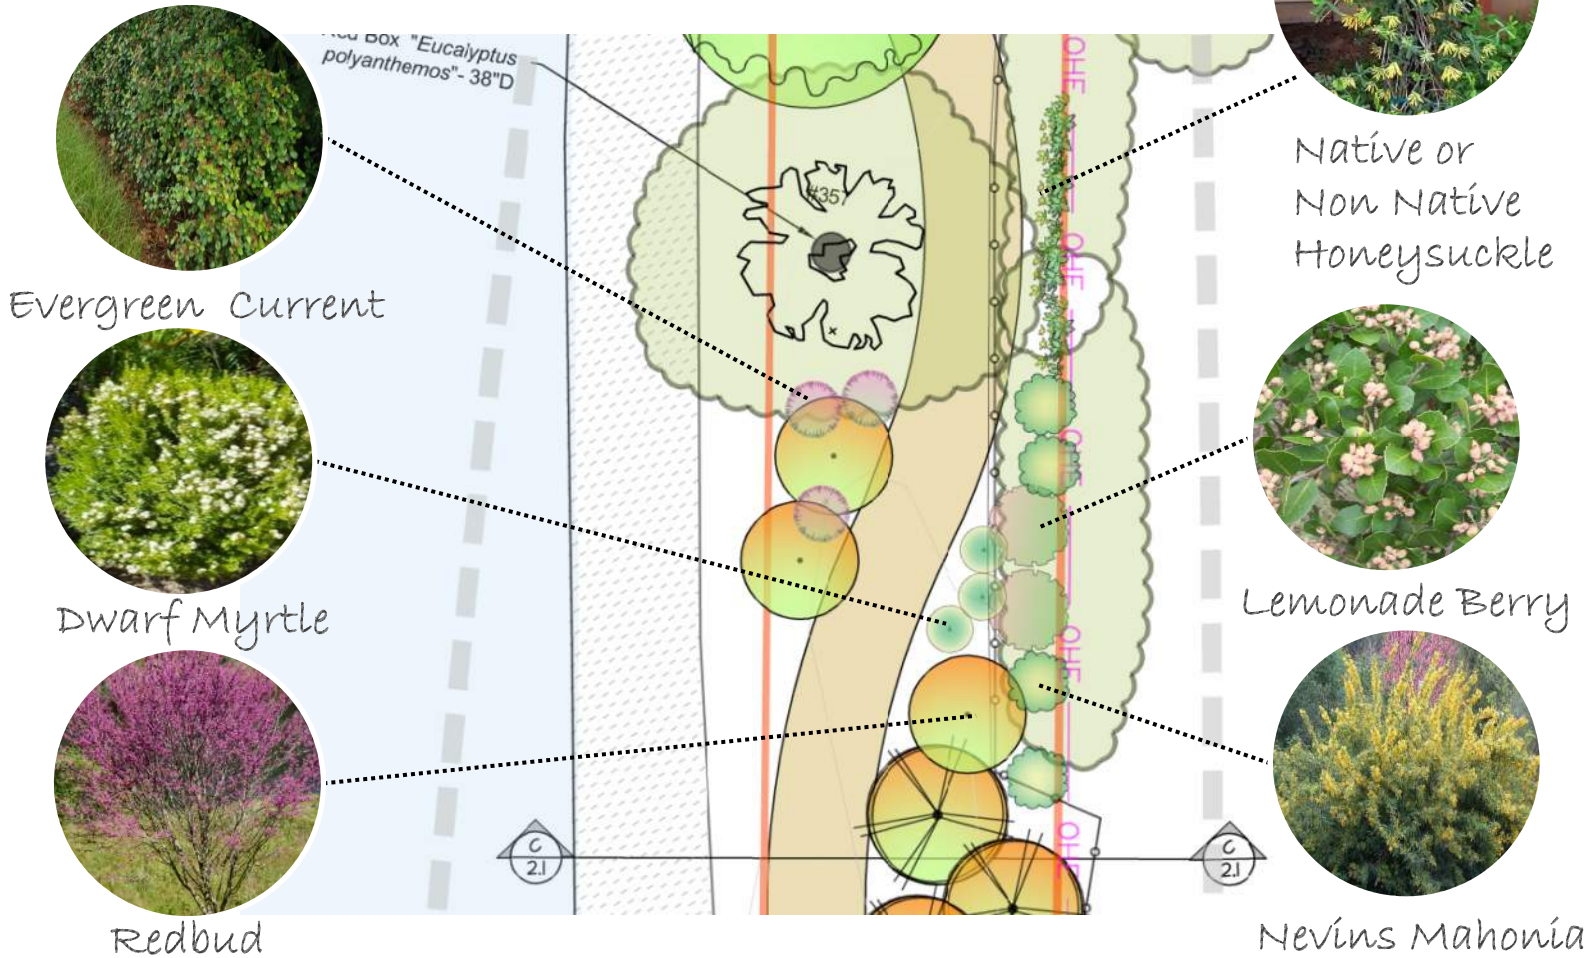 Red Box "Eucalyptus
polyanthemos"- 38"D
OHE
#357
Native or
Non Native
Honeysuckle
Evergreen Current
OHE
Dwarf Myrtle
Lemonade Berry
OHE
C
2.1
C
2.1
OHE
Redbud
Nevins Mahonia